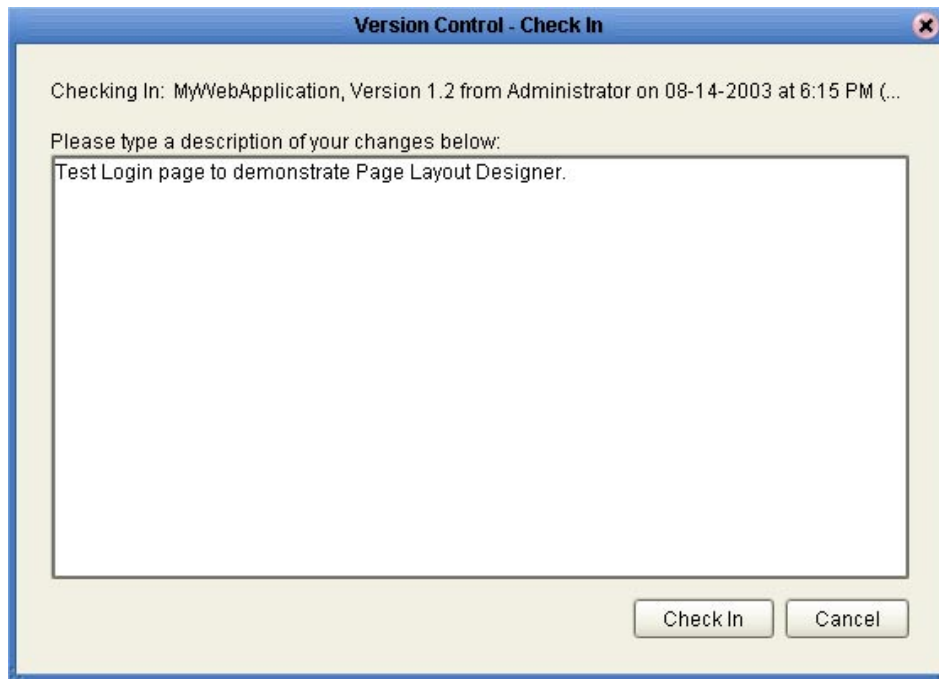 Version Control - Check In
Checking In: MyWebApplication, Version 1.2 from Administrator on 08-14-2003 at 6:15 PM (...
Please type a description of your changes below:
Test Login page to demonstrate Page Layout Designer.
Check In
Cancel